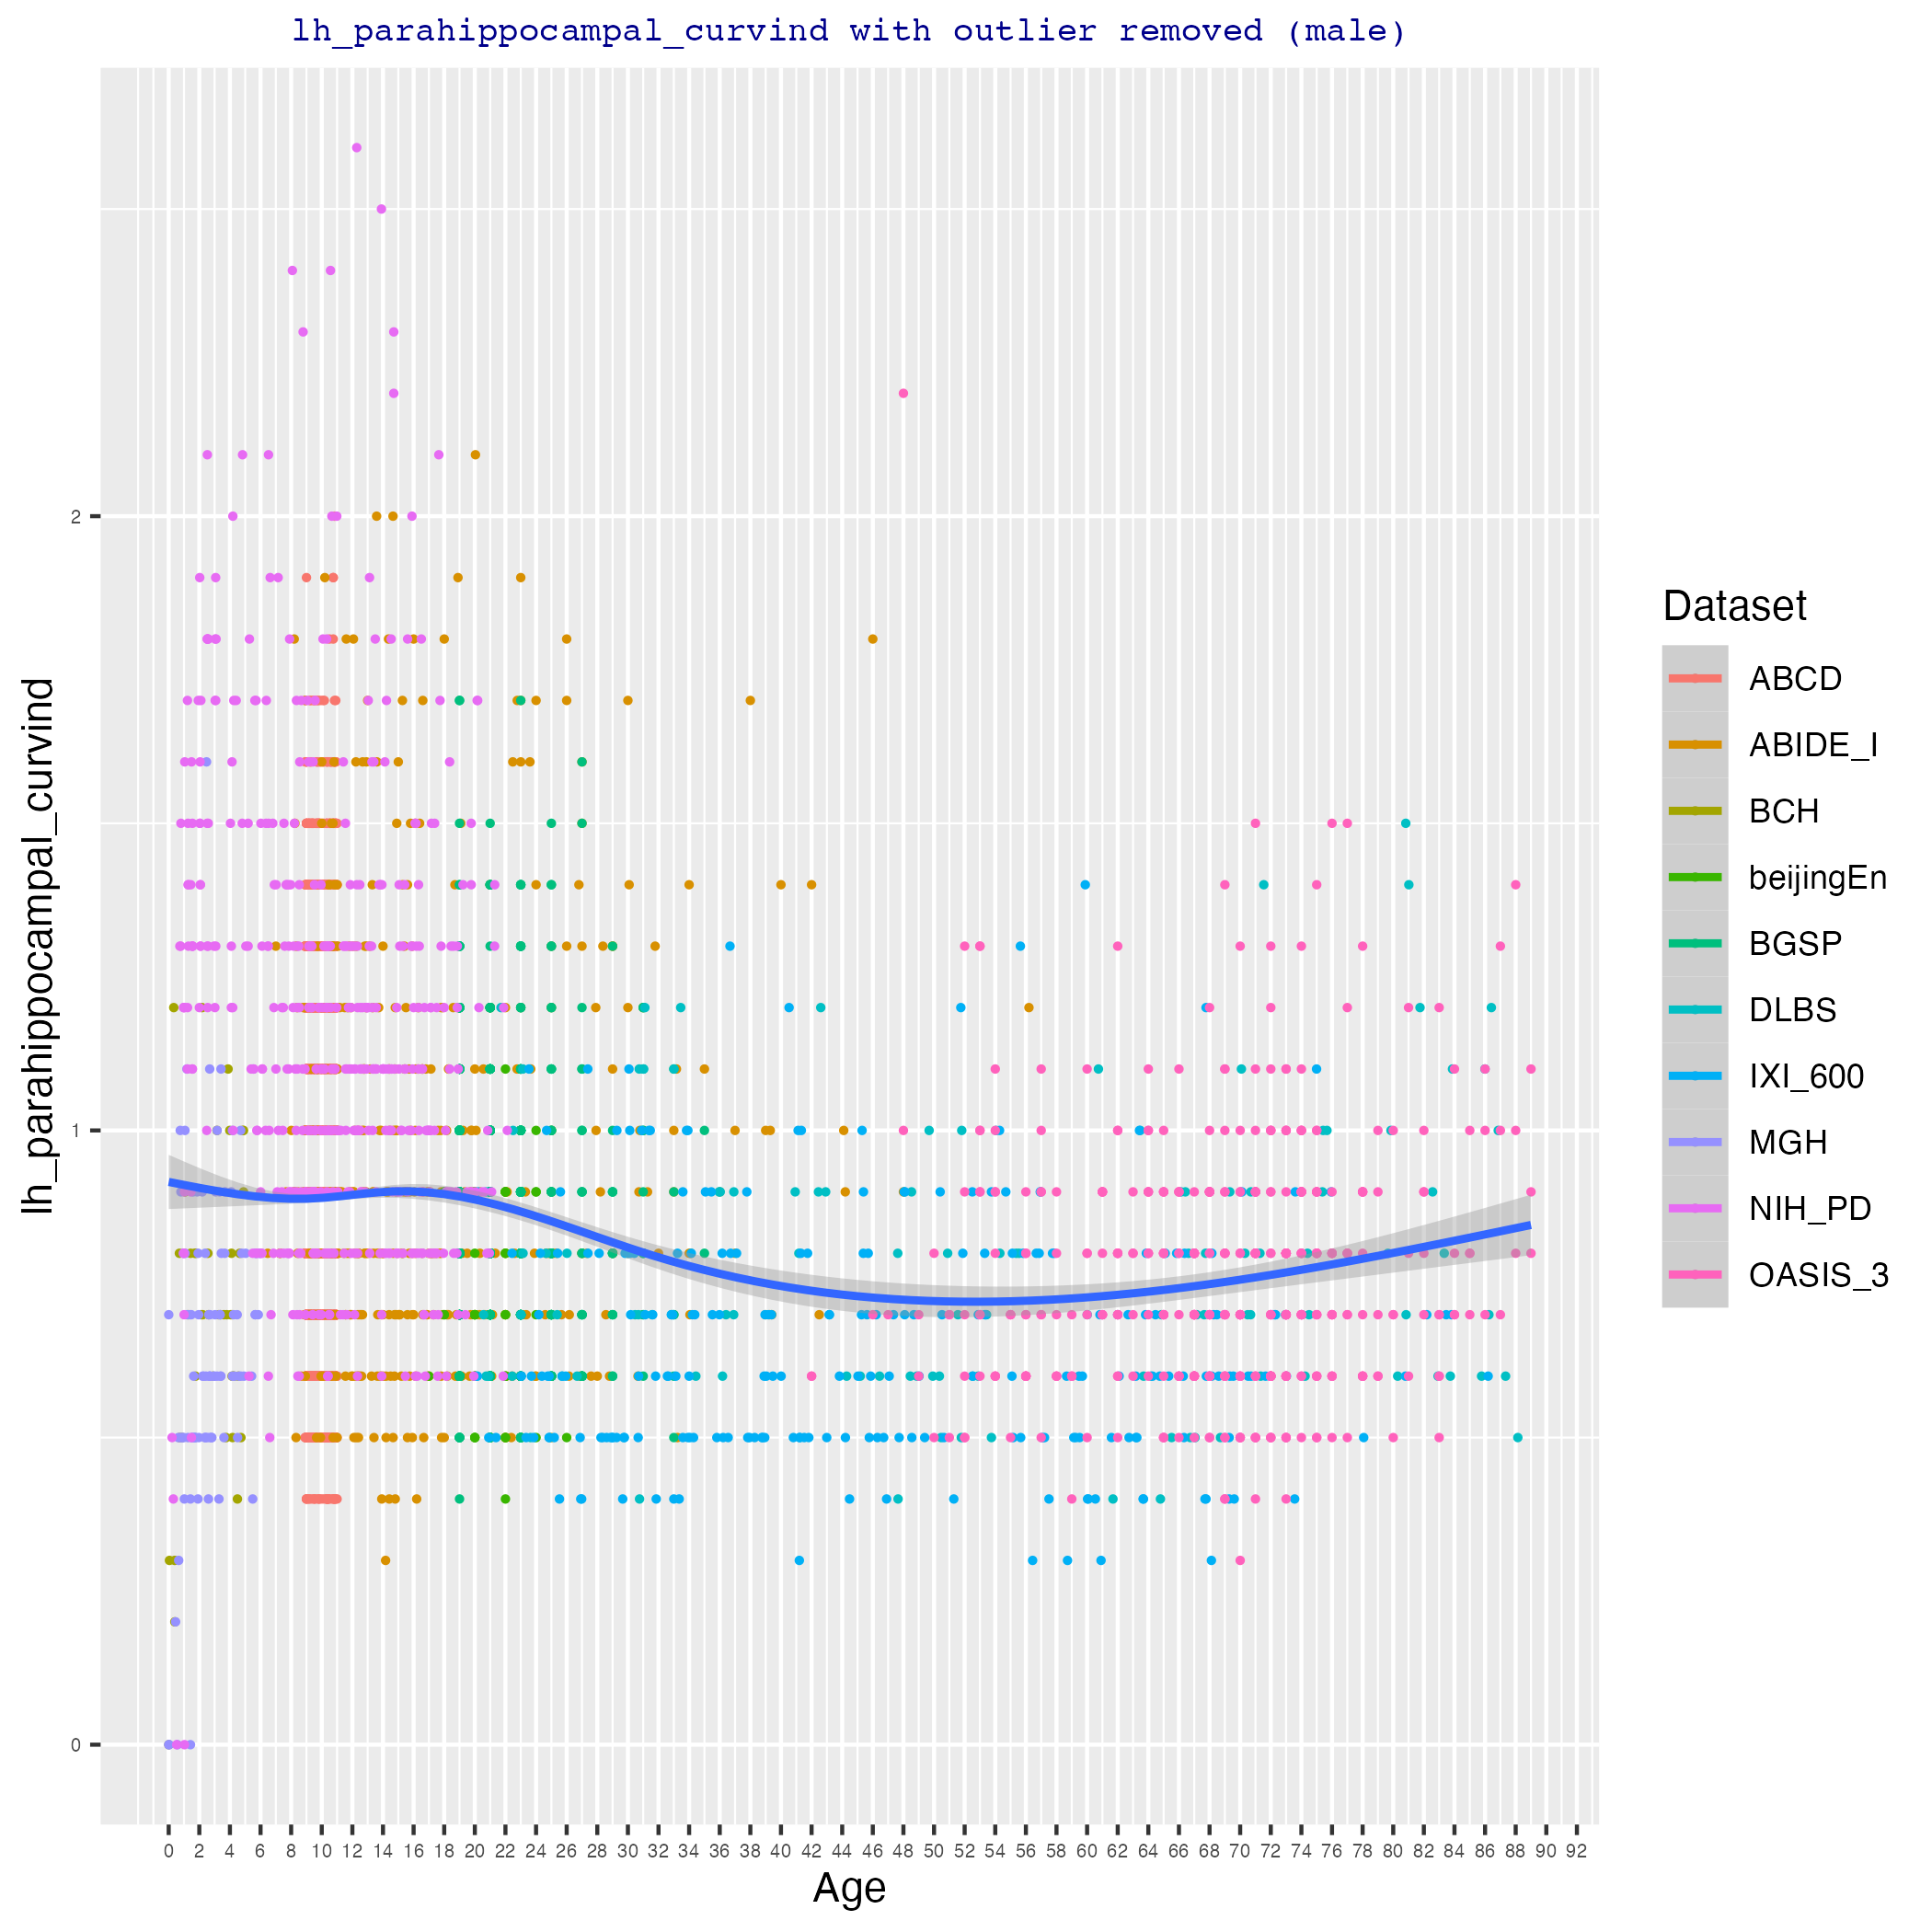 lh_parahippocampal_curvind with outlier removed (male)
lh_parahippocampal_curvind
2
1
0
0 2 4 6 8 10 12 14 16 18 20 22 24 26 28 30 32 34 36 38 40 42 44 46 48 50 52 54 56 58 60 62 64 66 68 70 72 74 76 78 80 82 84 86 88 90 92
Age
Dataset
ABCD
ABIDE_I
BCH
beijingEn
BGSP
DLBS
IXI_600
MGH
NIH_PD
OASIS_3